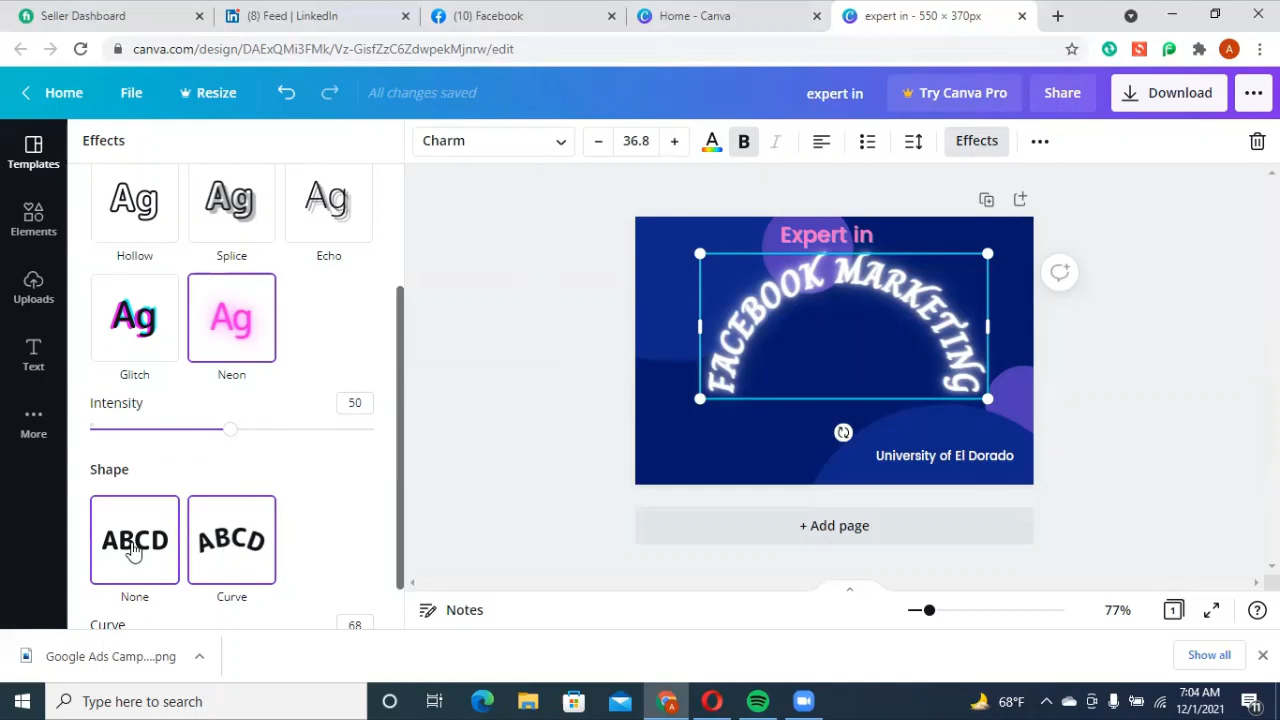 Seller Dashboard
(8) Feed | LinkedIn
(10) Facebook
Home - Canva
expert in - 550 × 370px
canva.com/design/DAExQMi3FMk/Vz-GisfZzC6ZdwpekMjnrw/edit
A
Home
File
Resize
All changes saved
expert in
Try Canva Pro
Share
Download
Templates
Elements
Uploads
Text
More
Effects
Charm
36.8
A
B
I
Effects
Ag
Ag
Ag
Hollow
Splice
Echo
Ag
Ag
Glitch
Neon
Intensity
50
Shape
ABCD
ABCD
None
Curve
Curve
68
Expert in
FACEBOOK MARKETING
University of El Dorado
+ Add page
Notes
77%
1
Google Ads Camp....png
Show all
Type here to search
68°F
7:04 AM
12/1/2021
11